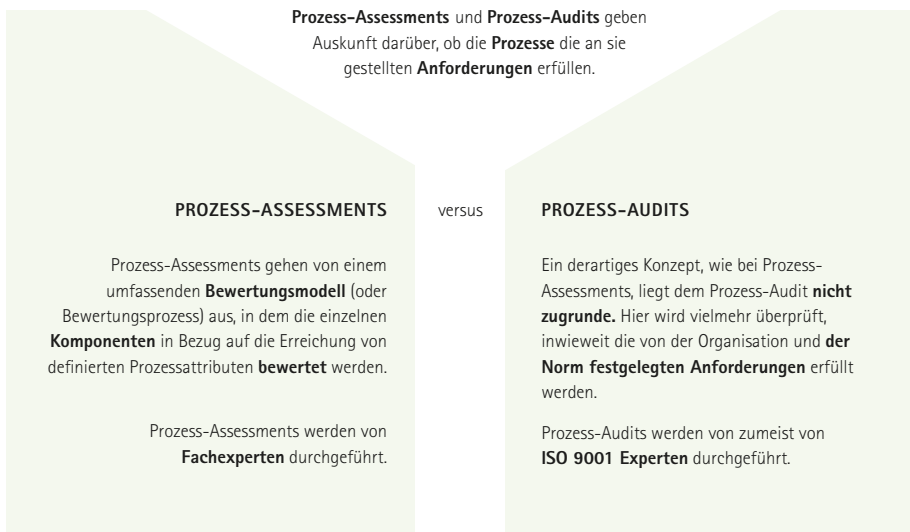 Prozess-Assessments und Prozess-Audits geben
Auskunft darüber, ob die Prozesse die an sie
gestellten Anforderungen erfüllen.
PROZESS-ASSESSMENTS
Prozess-Assessments gehen von einem
umfassenden Bewertungsmodell (oder
Bewertungsprozess) aus, in dem die einzelnen
Komponenten in Bezug auf die Erreichung von
definierten Prozessattributen bewertet werden.
Prozess-Assessments werden von
Fachexperten durchgeführt.
versus
PROZESS-AUDITS
Ein derartiges Konzept, wie bei Prozess-
Assessments, liegt dem Prozess-Audit nicht
zugrunde. Hier wird vielmehr überprüft,
inwieweit die von der Organisation und der
Norm festgelegten Anforderungen erfüllt
werden.
Prozess-Audits werden von zumeist von
ISO 9001 Experten durchgeführt.